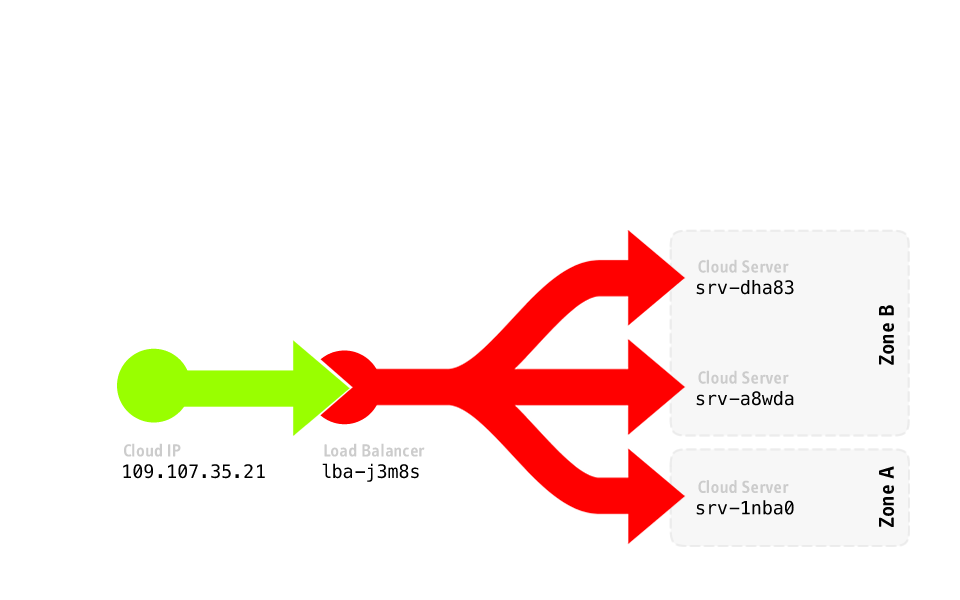 Cloud Server
srv-dha83
Zone B
Cloud Server
srv-a8wda
Cloud IP
109.107.35.21
Load Balancer
lba-j3m8s
Cloud Server
srv-1nba0
Zone A